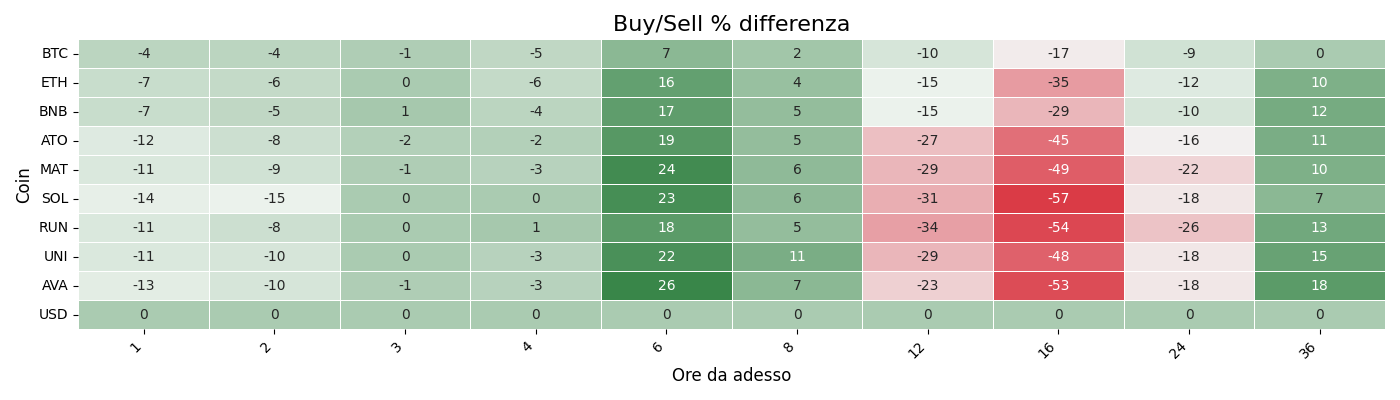 Buy/Sell % differenza
Coin
BTC -4 -4 -1 -5 7 2 -10 -17 -9 0
ETH -7 -6 0 -6 16 4 -15 -35 -12 10
BNB -7 -5 1 -4 17 5 -15 -29 -10 12
ATO -12 -8 -2 -2 19 5 -27 -45 -16 11
MAT -11 -9 -1 -3 24 6 -29 -49 -22 10
SOL -14 -15 0 0 23 6 -31 -57 -18 7
RUN -11 -8 0 1 18 5 -34 -54 -26 13
UNI -11 -10 0 -3 22 11 -29 -48 -18 15
AVA -13 -10 -1 -3 26 7 -23 -53 -18 18
USD 0 0 0 0 0 0 0 0 0 0
1 2 3 4 6 8 12 16 24 36
Ore da adesso